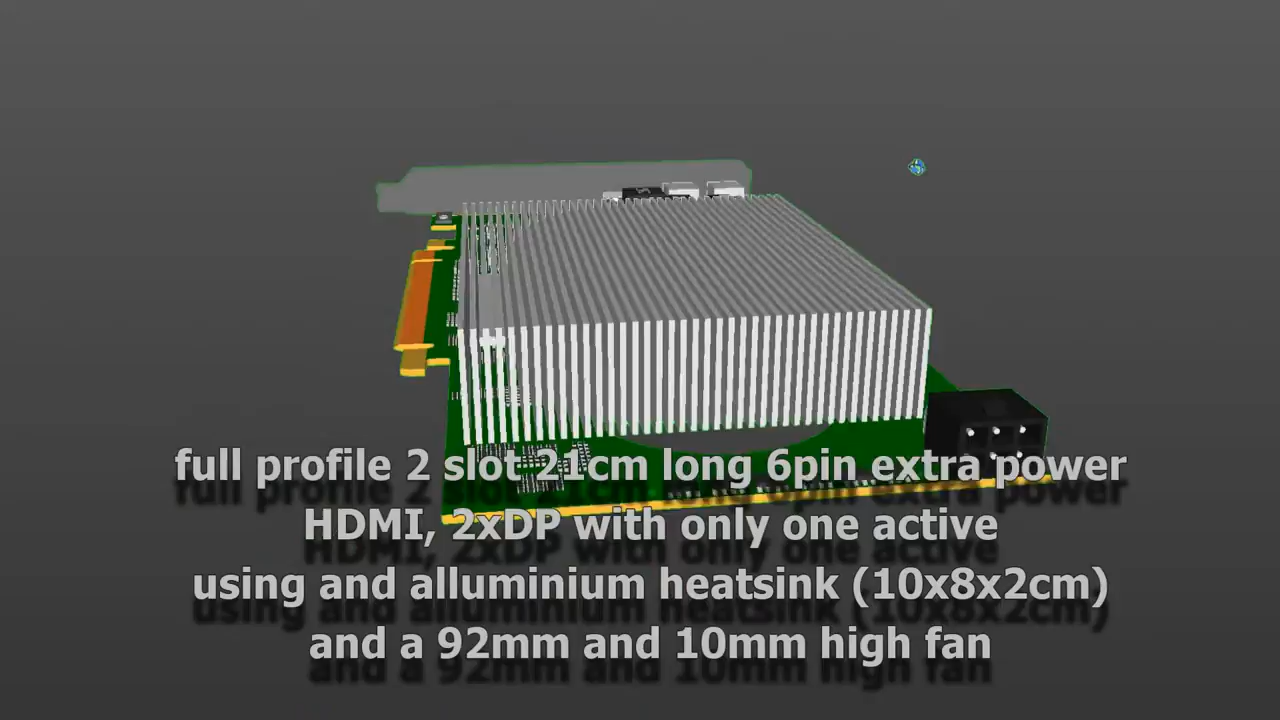 full profile 2 slot 21cm long 6pin extra power
HDMI, 2xDP with only one active
using and alluminium heatsink (10x8x2cm)
and a 92mm and 10mm high fan